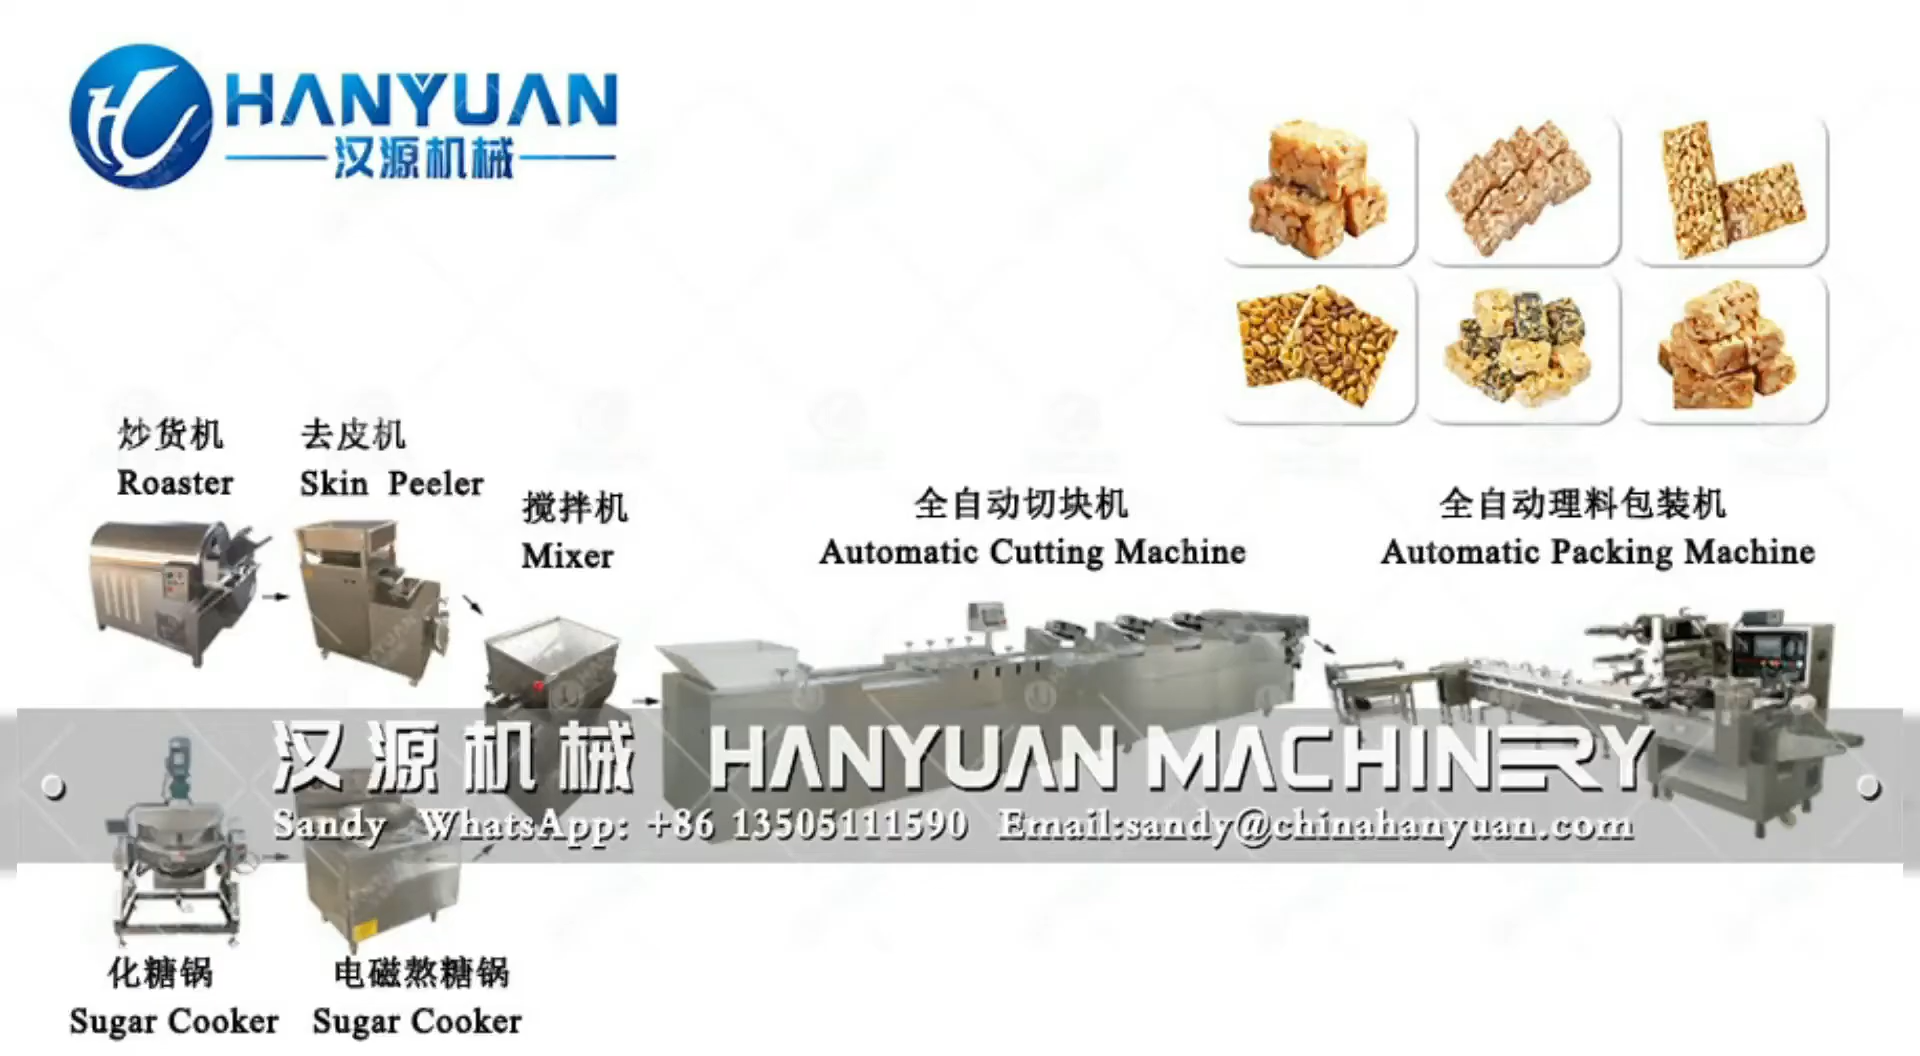 HANYUAN
汉源机械
炒货机
Roaster
去皮机
Skin Peeler
搅拌机
Mixer
全自动切块机
Automatic Cutting Machine
全自动理料包装机
Automatic Packing Machine
汉源机械 HANYUAN MACHINERY
Sandy WhatsApp: +86 13505111590 Email:sandy@chinahanyuan.com
化糖锅
Sugar Cooker
电磁熬糖锅
Sugar Cooker